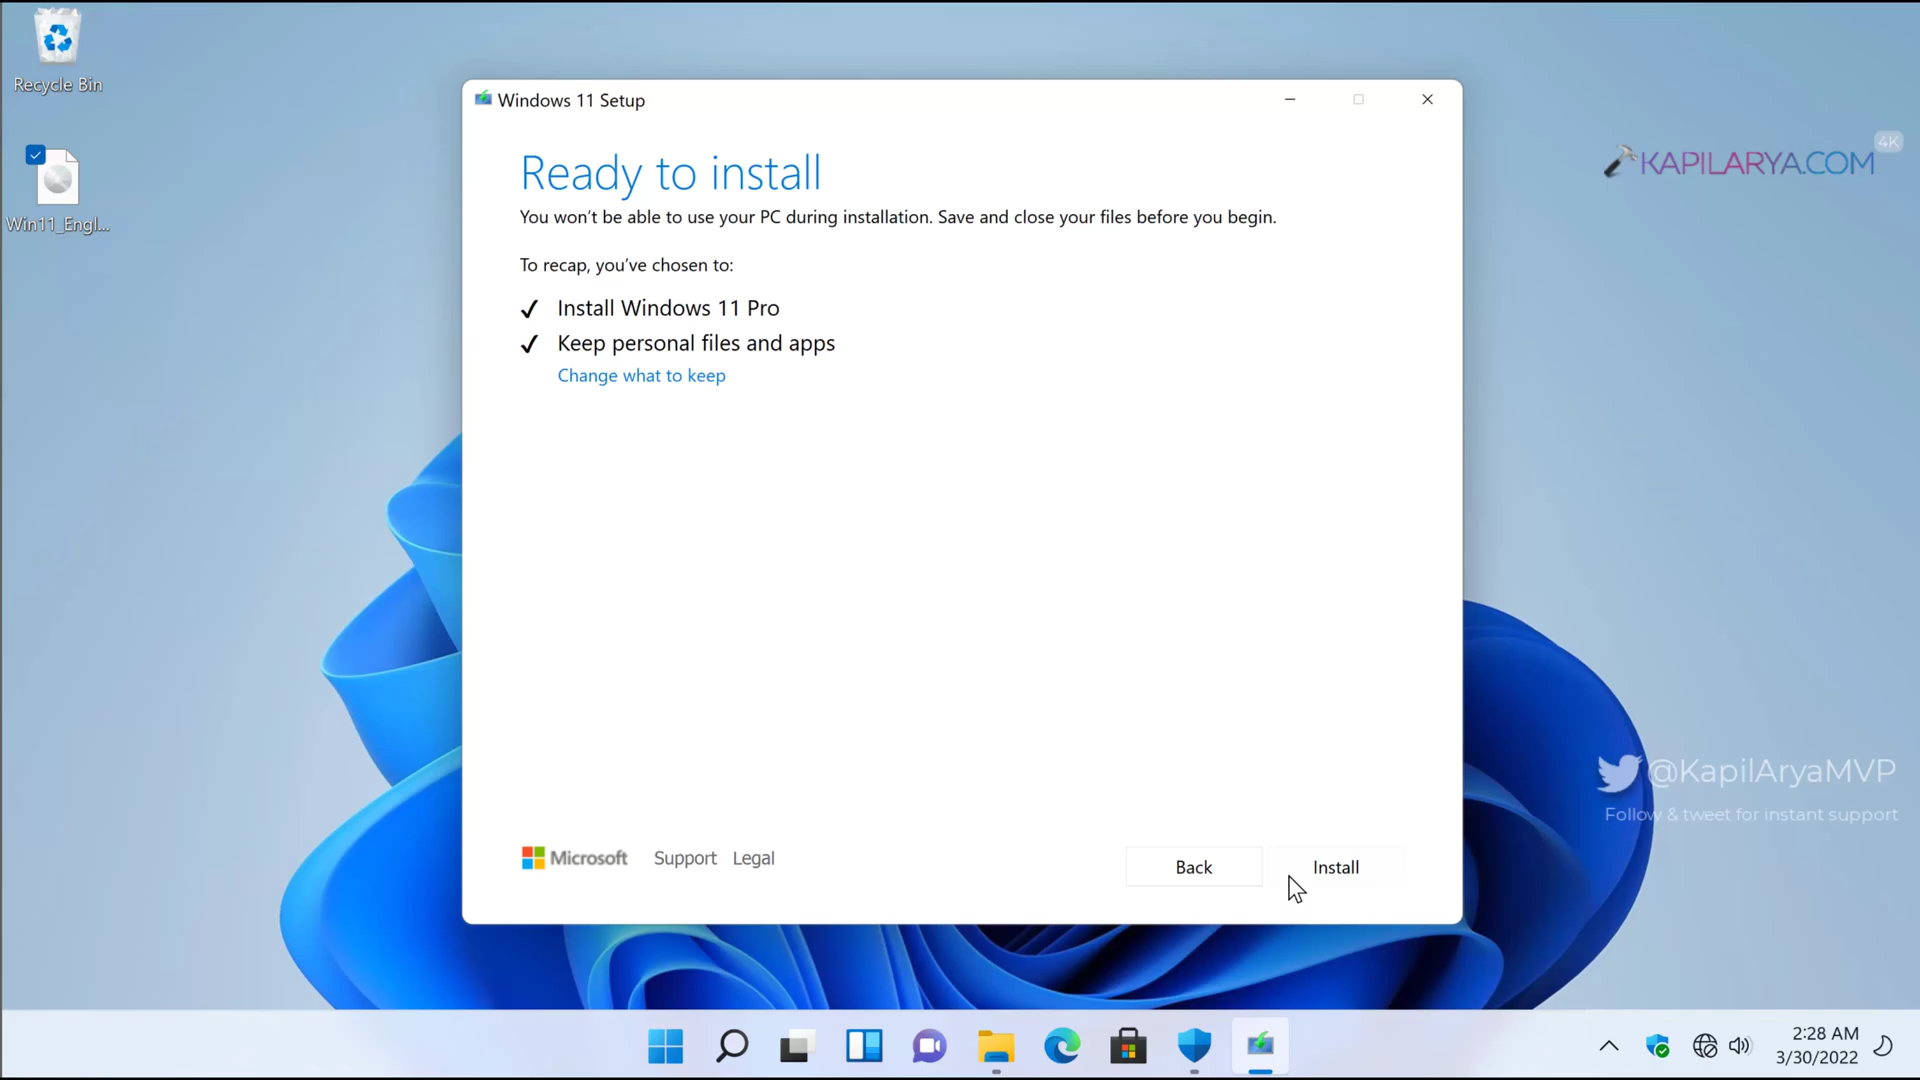 Recycle Bin
Win11_Engl...
Windows 11 Setup
Ready to install
You won't be able to use your PC during installation. Save and close your files before you begin.
To recap, you've chosen to:
Install Windows 11 Pro
Keep personal files and apps
Change what to keep
Microsoft Support Legal
Back
Install
4K
KAPILARYA.COM
@KapilAryaMVP
Follow & tweet for instant support
2:28 AM
3/30/2022